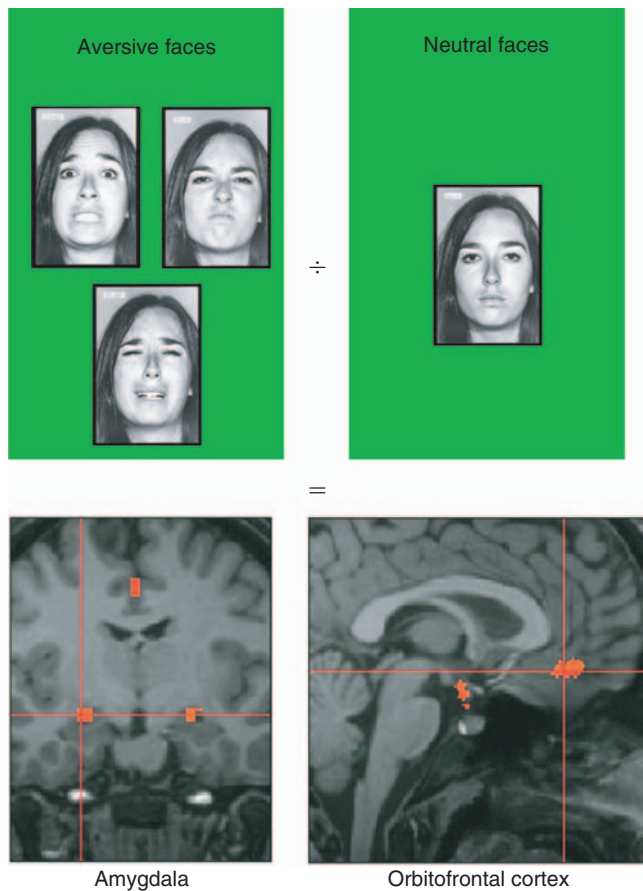 Aversive faces
Neutral faces
÷
=
Amygdala
Orbitofrontal cortex